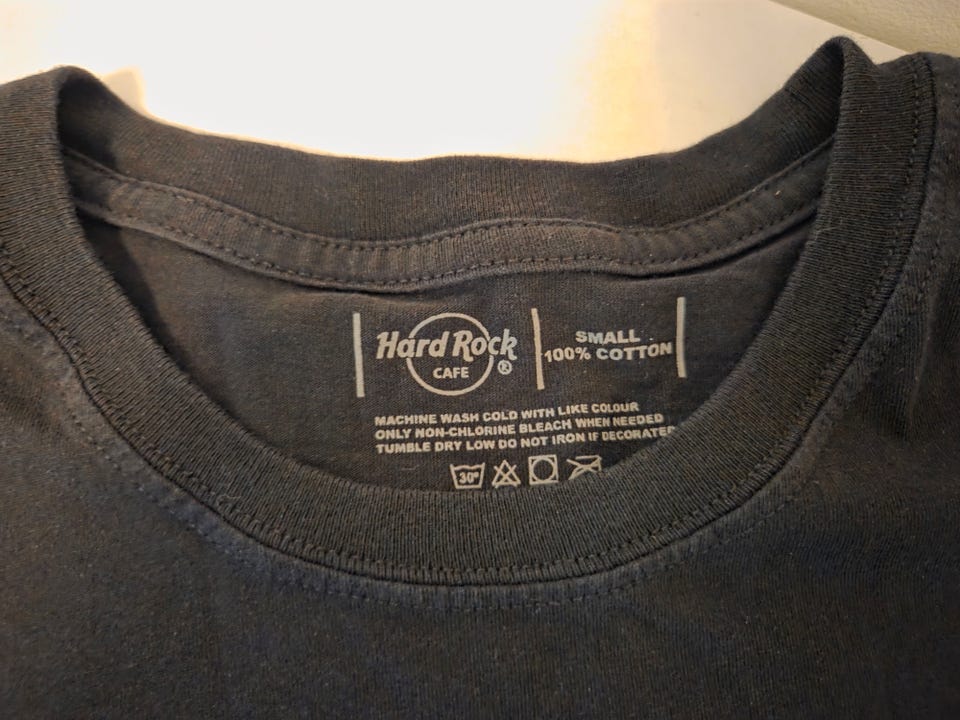 Hard Rock
CAFE ®
SMALL
100% COTTON
MACHINE WASH COLD WITH LIKE COLOUR
ONLY NON-CHLORINE BLEACH WHEN NEEDED
TUMBLE DRY LOW DO NOT IRON IF DECORATED
30°